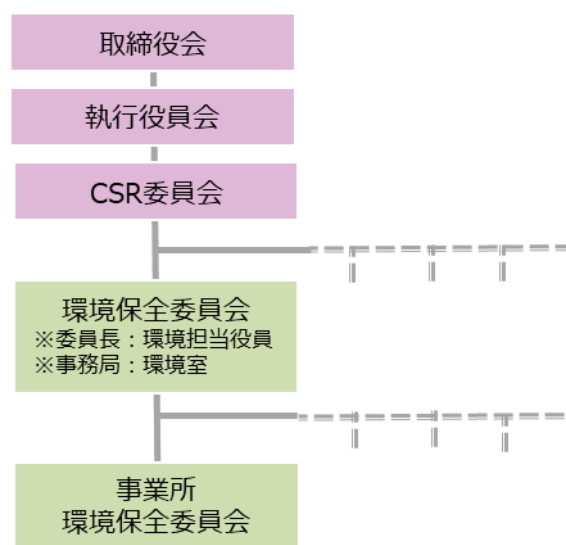 取締役会
執行役員会
CSR委員会
環境保全委員会
※委員長：環境担当役員
※事務局：環境室
事業所
環境保全委員会